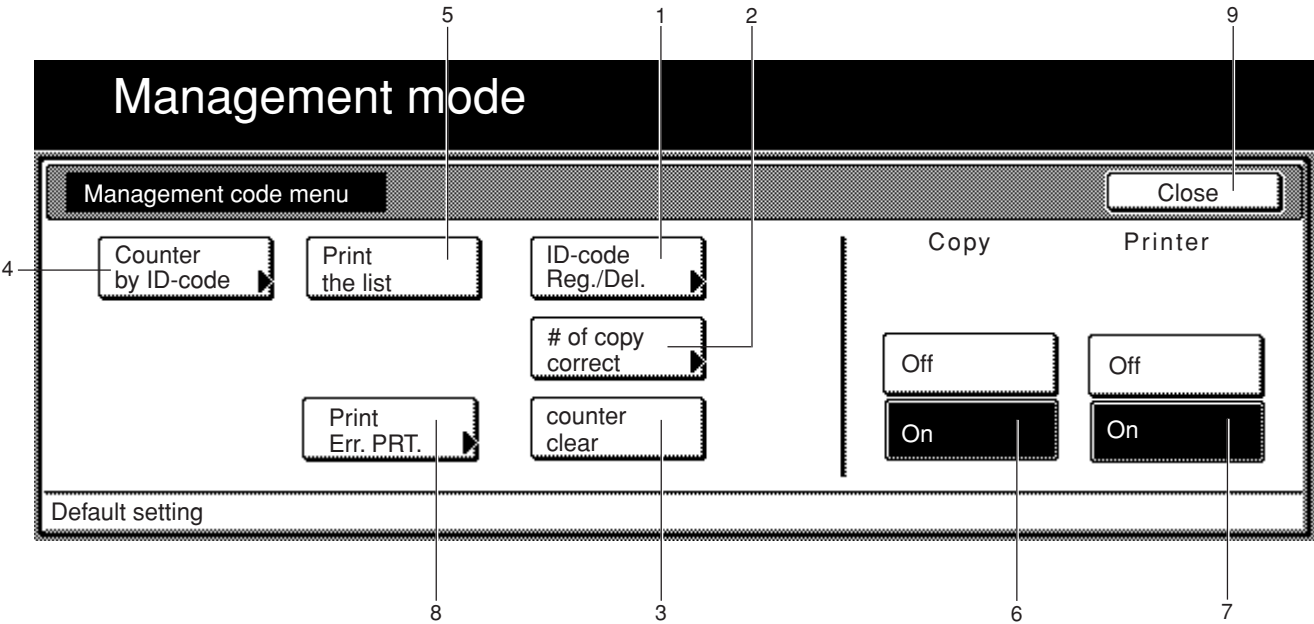 5 1 2 9
Management mode
Management code menu
Close
4
Counter
by ID-code
Print
the list
ID-code
Reg./Del.
Copy
Printer
# of copy
correct
Off
Off
Print
Err. PRT.
counter
clear
On
On
Default setting
8 3 6 7